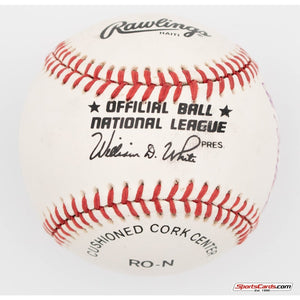 Rawlings
HAITI
OFFICIAL BALL
NATIONAL LEAGUE
William D. White PRES.
CUSHIONED CORK CENTER
RO-N
SportsCards.com